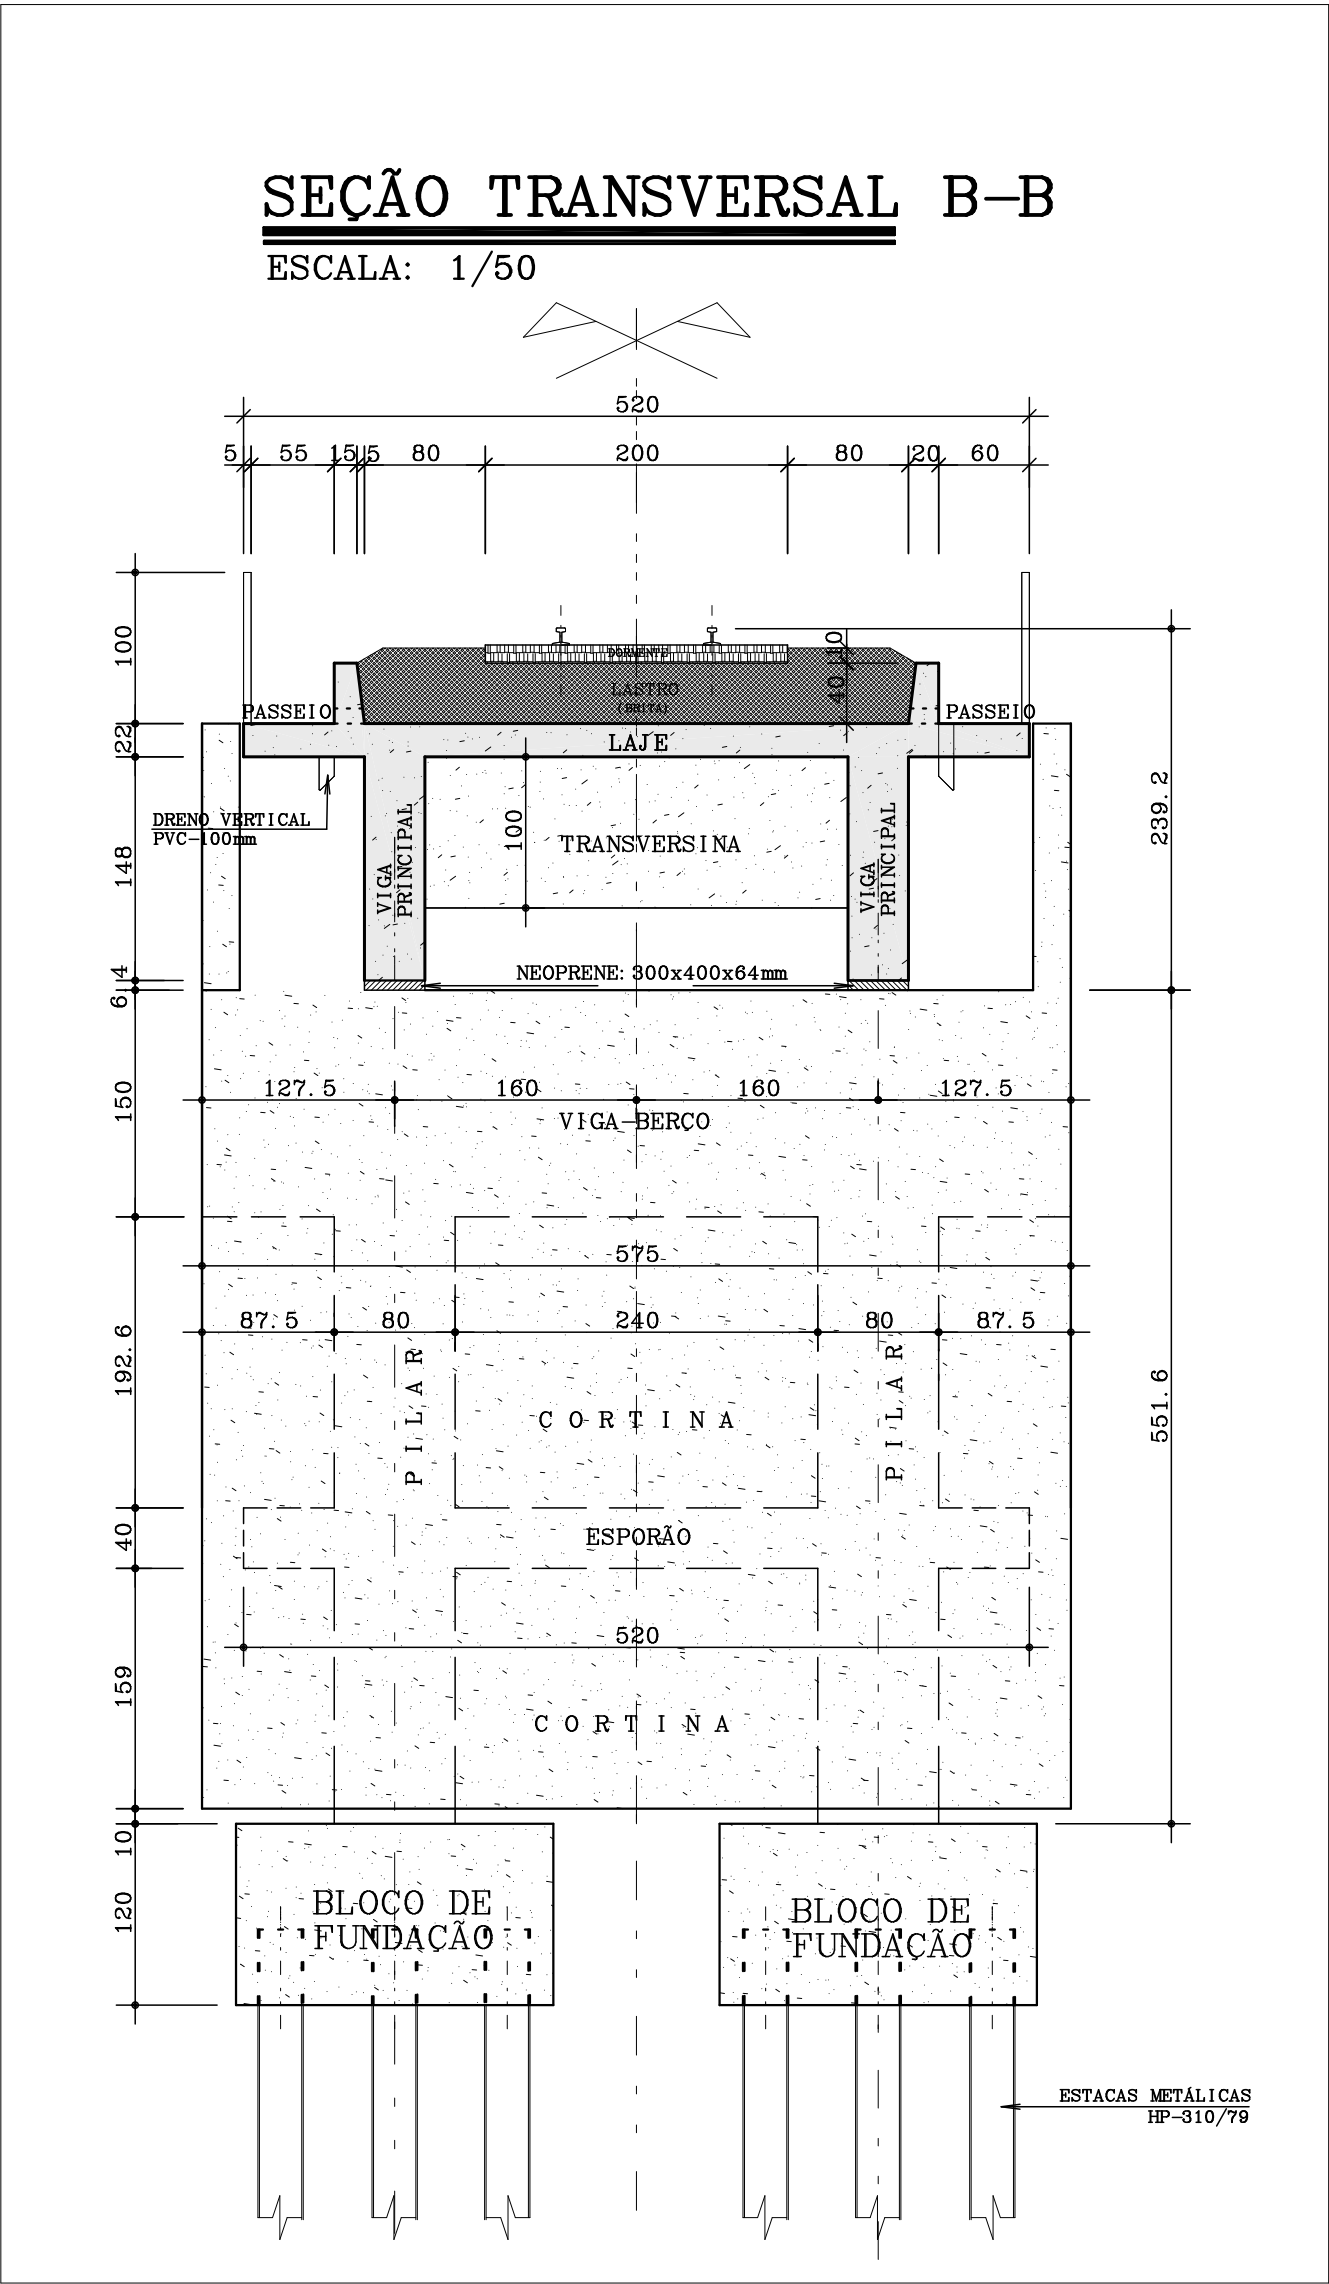 SEÇÃO TRANSVERSAL B-B
ESCALA: 1/50
520
5 55 15 5 80 200 80 20 60
100
22
148
6,4
150
192.6
40
159
10
120
10
40
DORMENTE
LASTRO
(BRITA)
PASSEIO
PASSEIO
LAJE
DRENO VERTICAL
PVC-100mm
VIGA
PRINCIPAL
100
TRANSVERSINA
VIGA
PRINCIPAL
NEOPRENE: 300x400x64mm
239.2
127.5 160 160 127.5
VIGA-BERÇO
575
87.5 80 240 80 87.5
PILAR
CORTINA
PILAR
551.6
ESPORÃO
520
CORTINA
BLOCO DE
FUNDAÇÃO
BLOCO DE
FUNDAÇÃO
ESTACAS METÁLICAS
HP-310/79